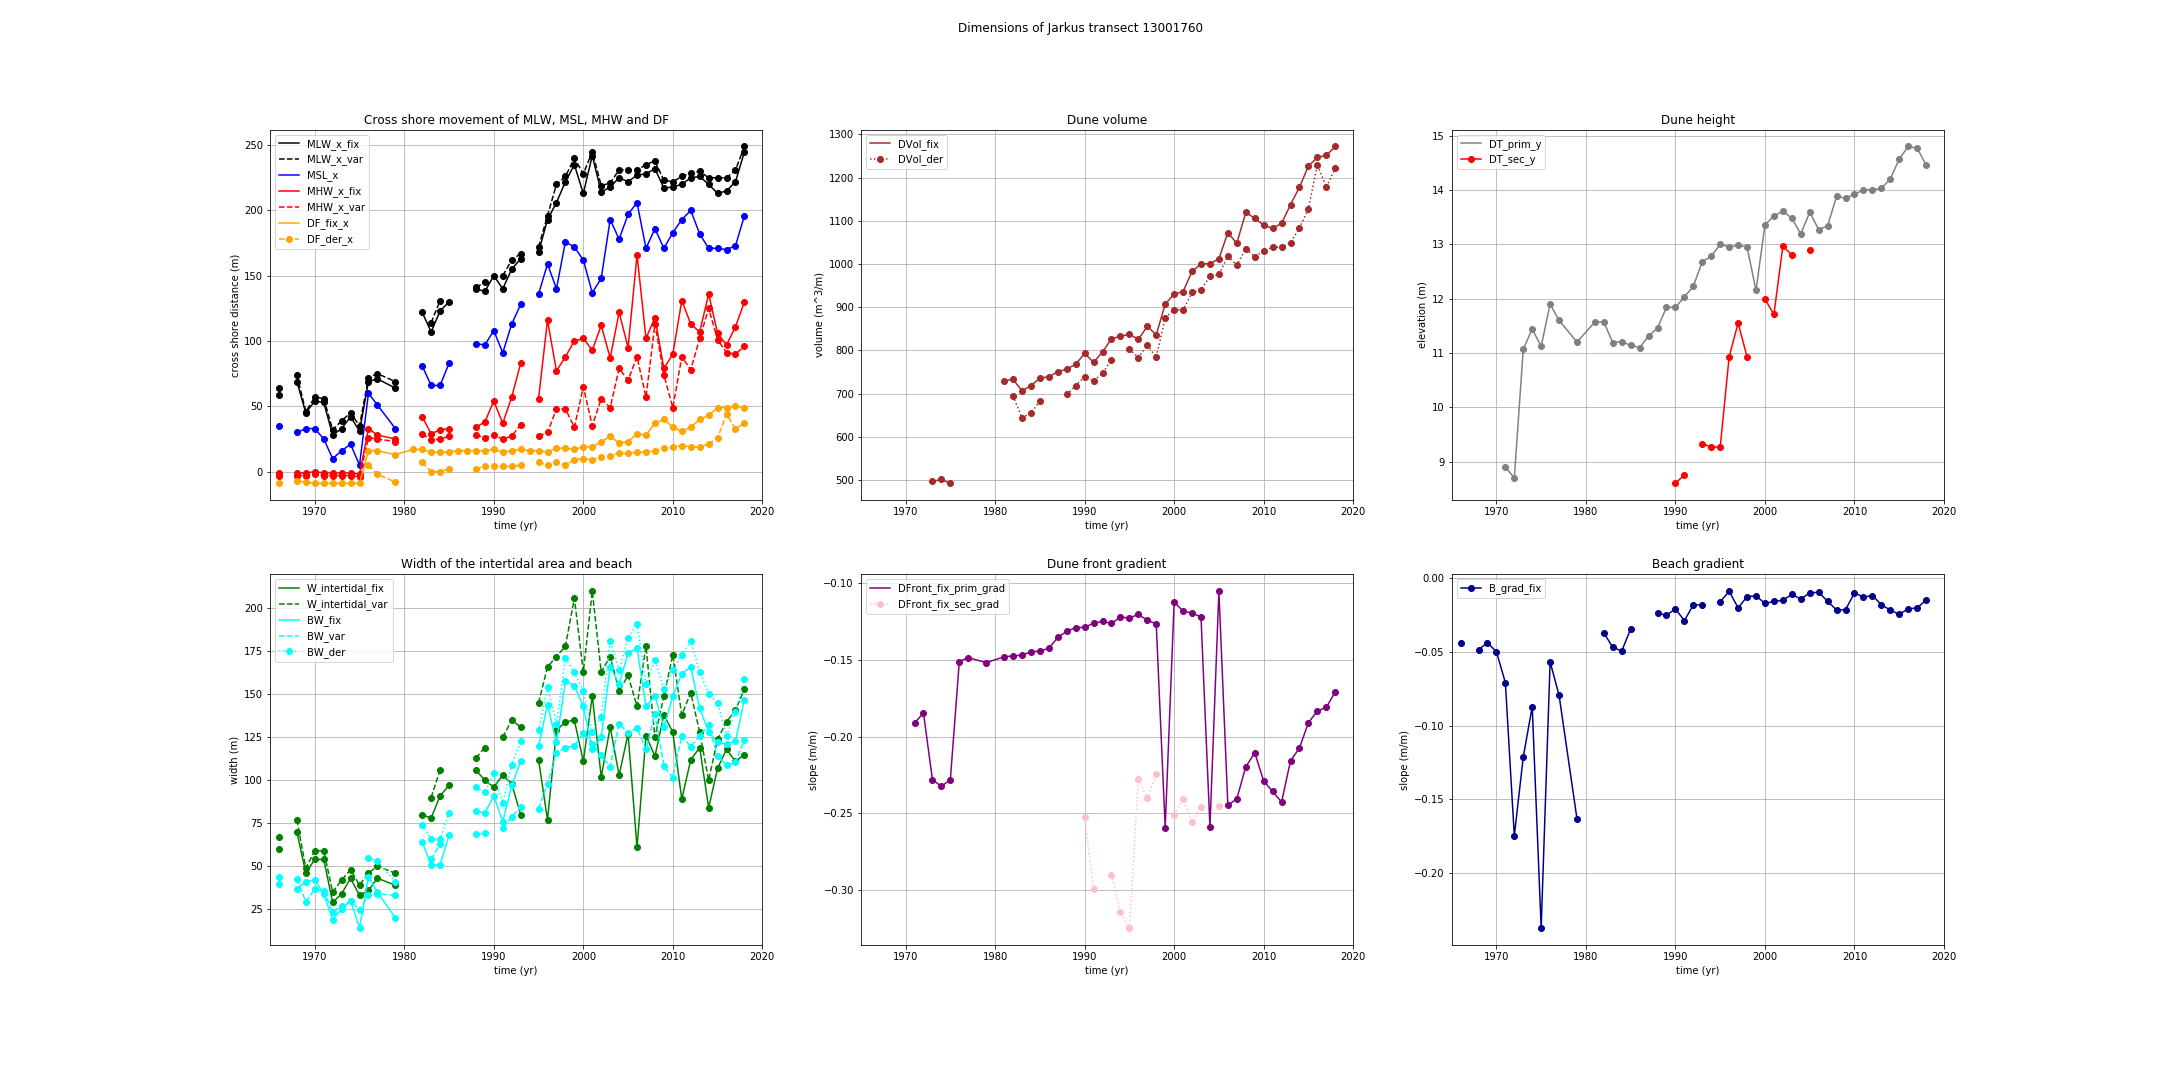 Dimensions of Jarkus transect 13001760
Cross shore movement of MLW, MSL, MHW and DF
MLW_x_fix
MLW_x_var
MSL_x
MHW_x_fix
MHW_x_var
DF_fix_x
DF_der_x
cross shore distance (m)
250
200
150
100
50
0
1970 1980 1990 2000 2010 2020
time (yr)
Dune volume
DVol_fix
DVol_der
volume (m^3/m)
1300
1200
1100
1000
900
800
700
600
500
1970 1980 1990 2000 2010 2020
time (yr)
Dune height
DT_prim_y
DT_sec_y
elevation (m)
15
14
13
12
11
10
9
1970 1980 1990 2000 2010 2020
time (yr)
Width of the intertidal area and beach
W_intertidal_fix
W_intertidal_var
BW_fix
BW_var
BW_der
width (m)
200
175
150
125
100
75
50
25
1970 1980 1990 2000 2010 2020
time (yr)
Dune front gradient
DFront_fix_prim_grad
DFront_fix_sec_grad
slope (m/m)
−0.10
−0.15
−0.20
−0.25
−0.30
1970 1980 1990 2000 2010 2020
time (yr)
Beach gradient
B_grad_fix
slope (m/m)
0.00
−0.05
−0.10
−0.15
−0.20
1970 1980 1990 2000 2010 2020
time (yr)